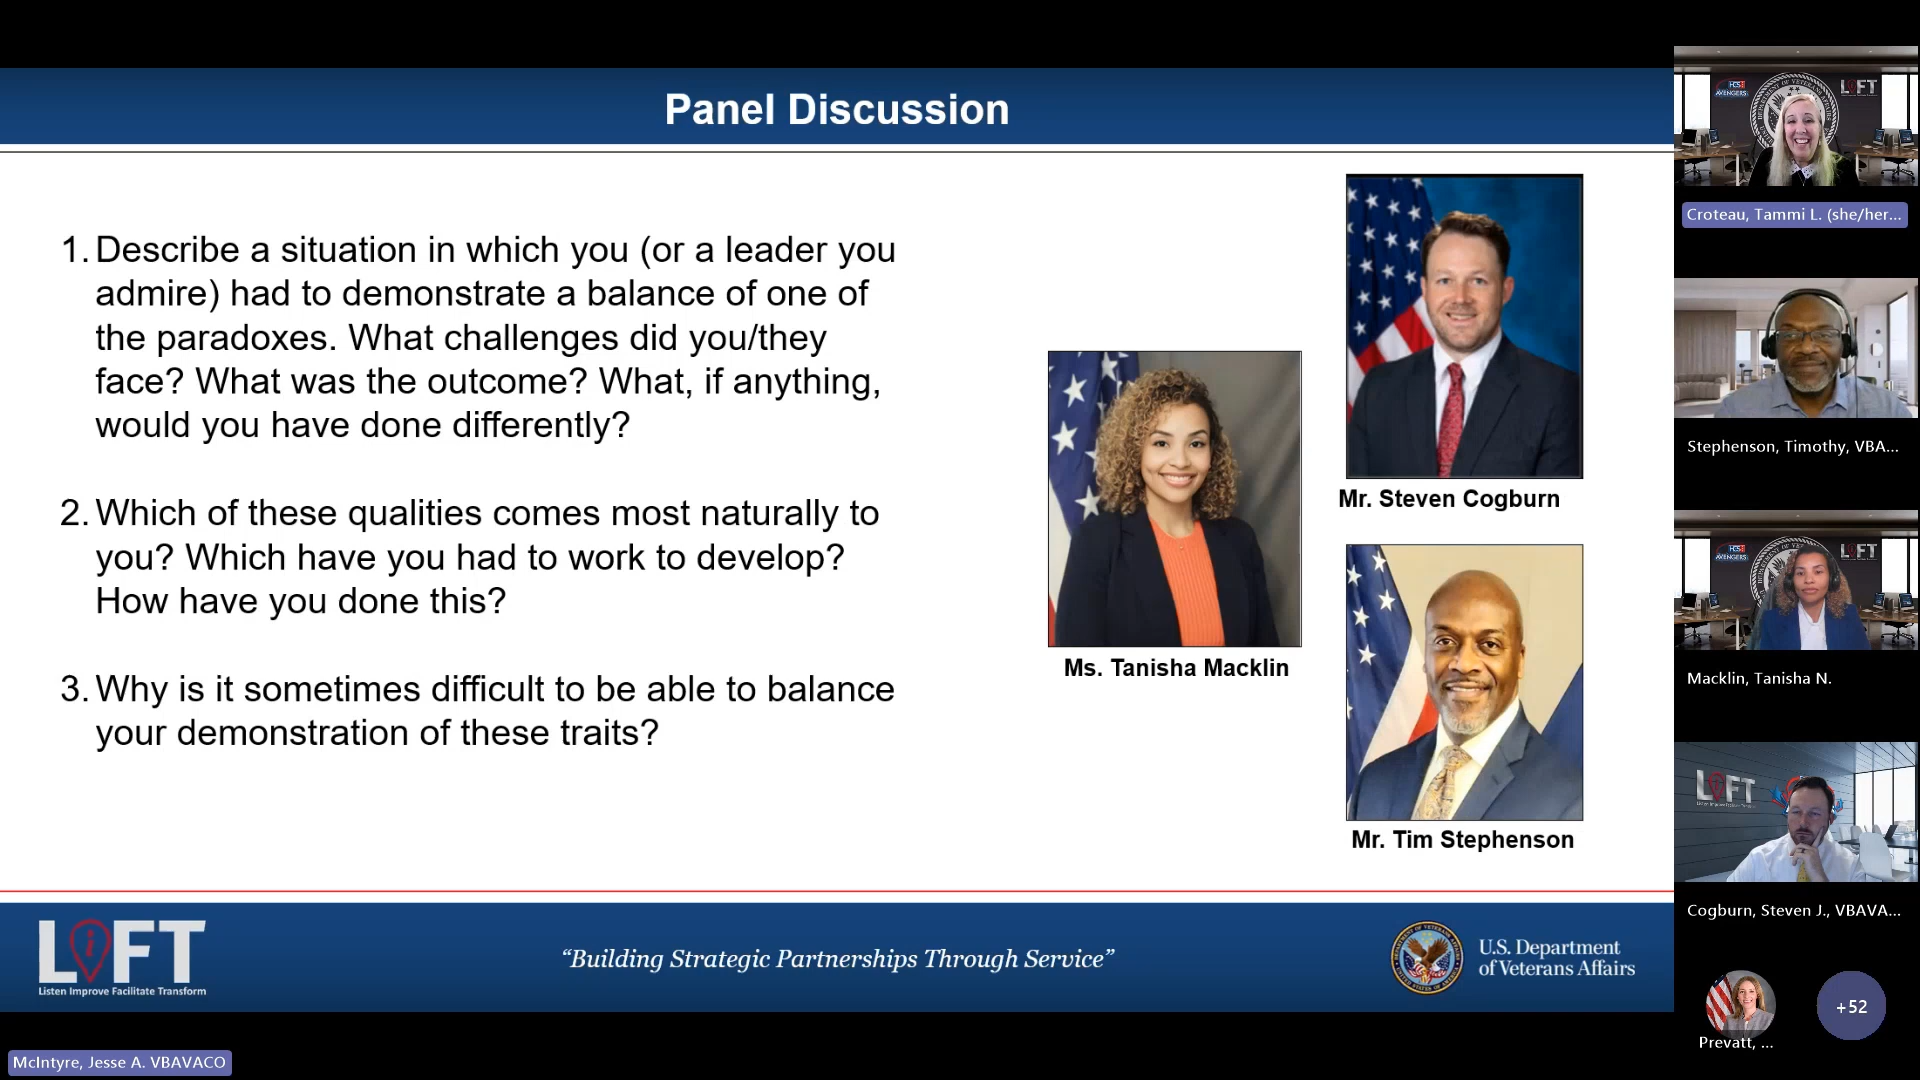 Panel Discussion
1. Describe a situation in which you (or a leader you
admire) had to demonstrate a balance of one of
the paradoxes. What challenges did you/they
face? What was the outcome? What, if anything,
would you have done differently?
2. Which of these qualities comes most naturally to
you? Which have you had to work to develop?
How have you done this?
3. Why is it sometimes difficult to be able to balance
your demonstration of these traits?
Mr. Steven Cogburn
Ms. Tanisha Macklin
Mr. Tim Stephenson
LiFT
Listen Improve Facilitate Transform
“Building Strategic Partnerships Through Service”
U.S. Department
of Veterans Affairs
McIntyre, Jesse A. VBAVACO
AVENGERS
LiFT
Croteau, Tammi L. (she/her...
Stephenson, Timothy, VBA...
AVENGERS
LiFT
Macklin, Tanisha N.
LiFT
Cogburn, Steven J., VBAVA...
Prevatt, ...
+52